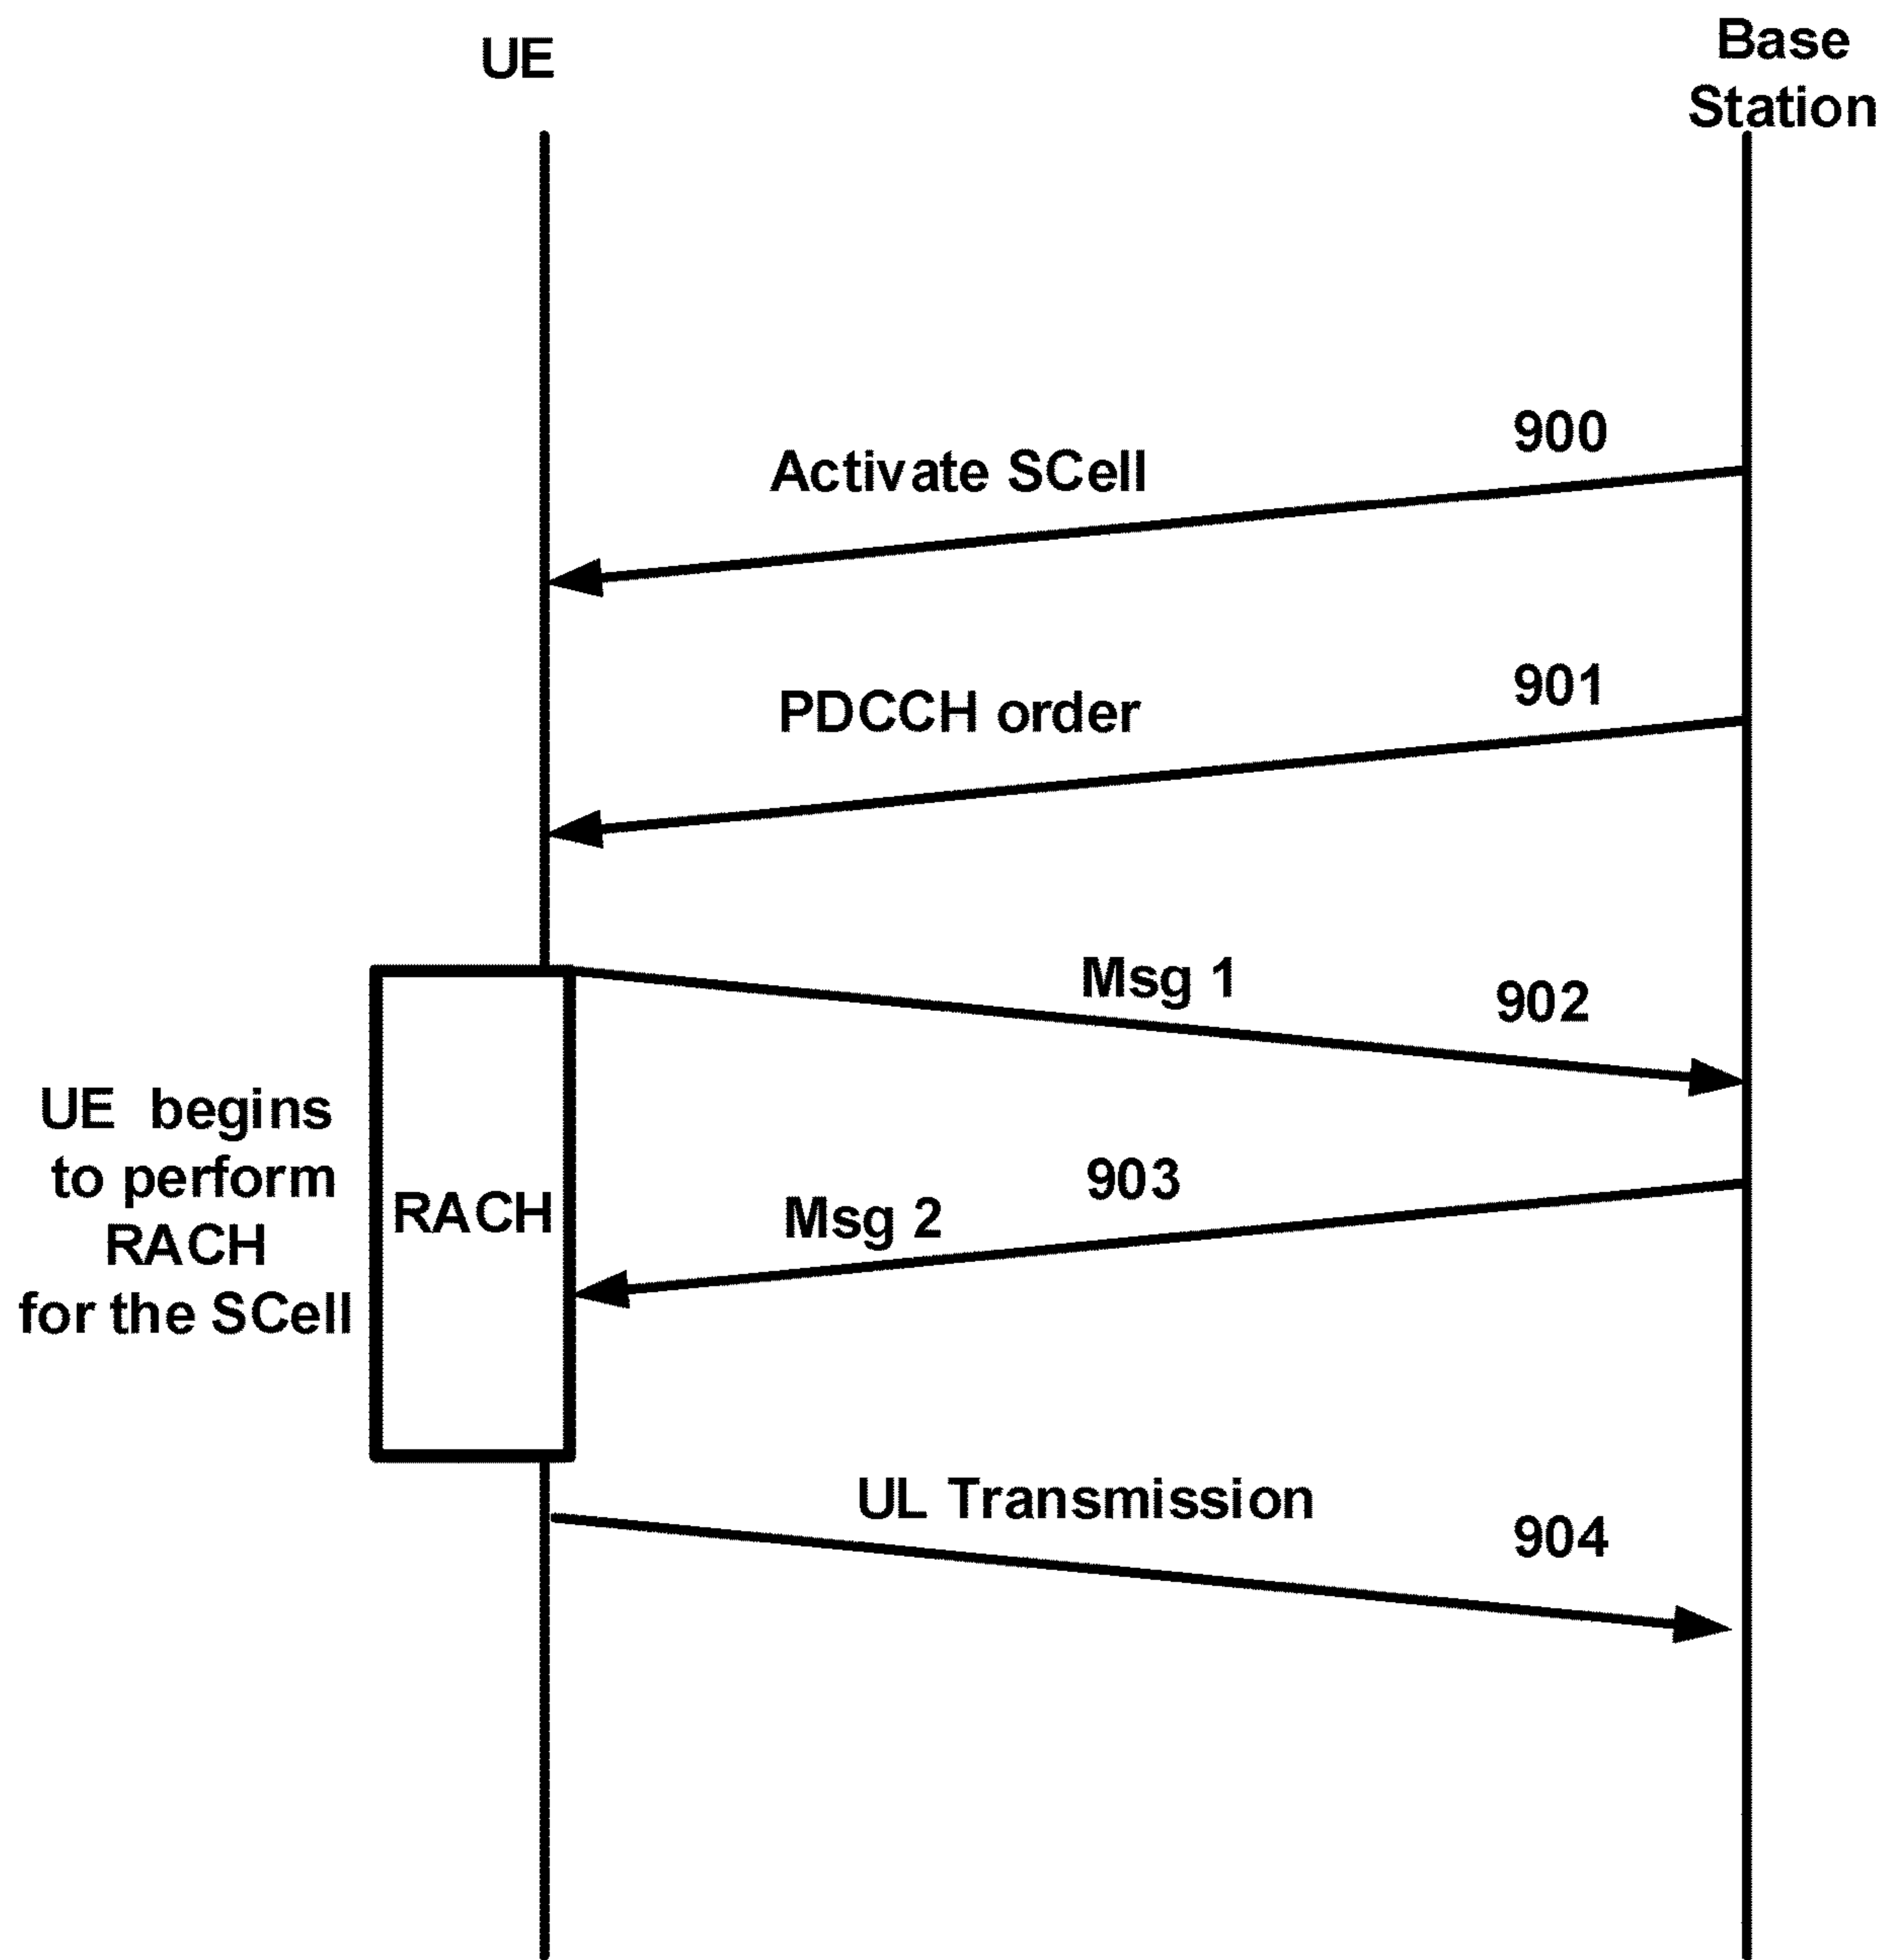 UE
Base
Station
900
Activate SCell
901
PDCCH order
Msg 1
902
UE begins
to perform
RACH
for the SCell
RACH
903
Msg 2
UL Transmission
904